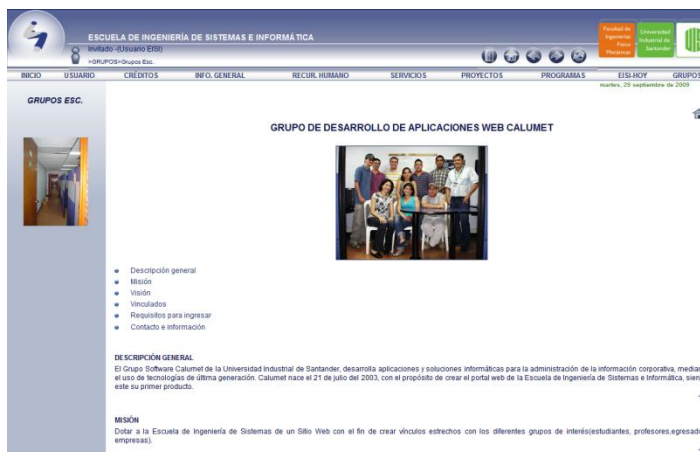 ESCUELA DE INGENIERÍA DE SISTEMAS E INFORMÁTICA
Invitado -(Usuario EISI)
>GRUPOS>Grupos Esc.
Facultad de
Ingenierías
Físico
Mecánicas
Universidad
Industrial de
Santander
INICIO USUARIO CRÉDITOS INFO. GENERAL RECUR. HUMANO SERVICIOS PROYECTOS PROGRAMAS EISI-HOY GRUPOS
martes, 29 septiembre de 2009
GRUPOS ESC.
GRUPO DE DESARROLLO DE APLICACIONES WEB CALUMET
Descripción general
Misión
Visión
Vinculados
Requisitos para ingresar
Contacto e información
DESCRIPCIÓN GENERAL
El Grupo Software Calumet de la Universidad Industrial de Santander, desarrolla aplicaciones y soluciones informáticas para la administración de la información corporativa, median
el uso de tecnologías de última generación. Calumet nace el 21 de julio del 2003, con el propósito de crear el portal web de la Escuela de Ingeniería de Sistemas e Informática, sien
este su primer producto.
MISIÓN
Dotar a la Escuela de Ingeniería de Sistemas de un Sitio Web con el fin de crear vínculos estrechos con los diferentes grupos de interés(estudiantes, profesores,egresado
empresas).